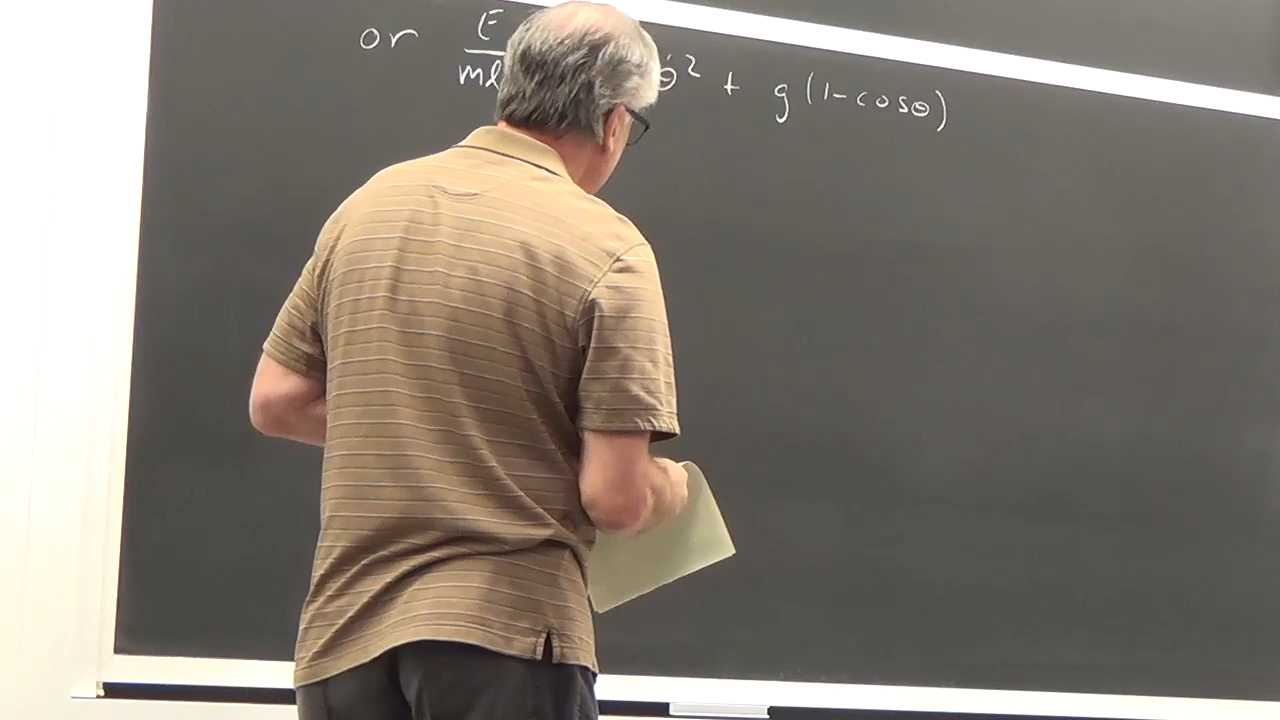 or E/mℓ θ̇² + g(1-cosθ)